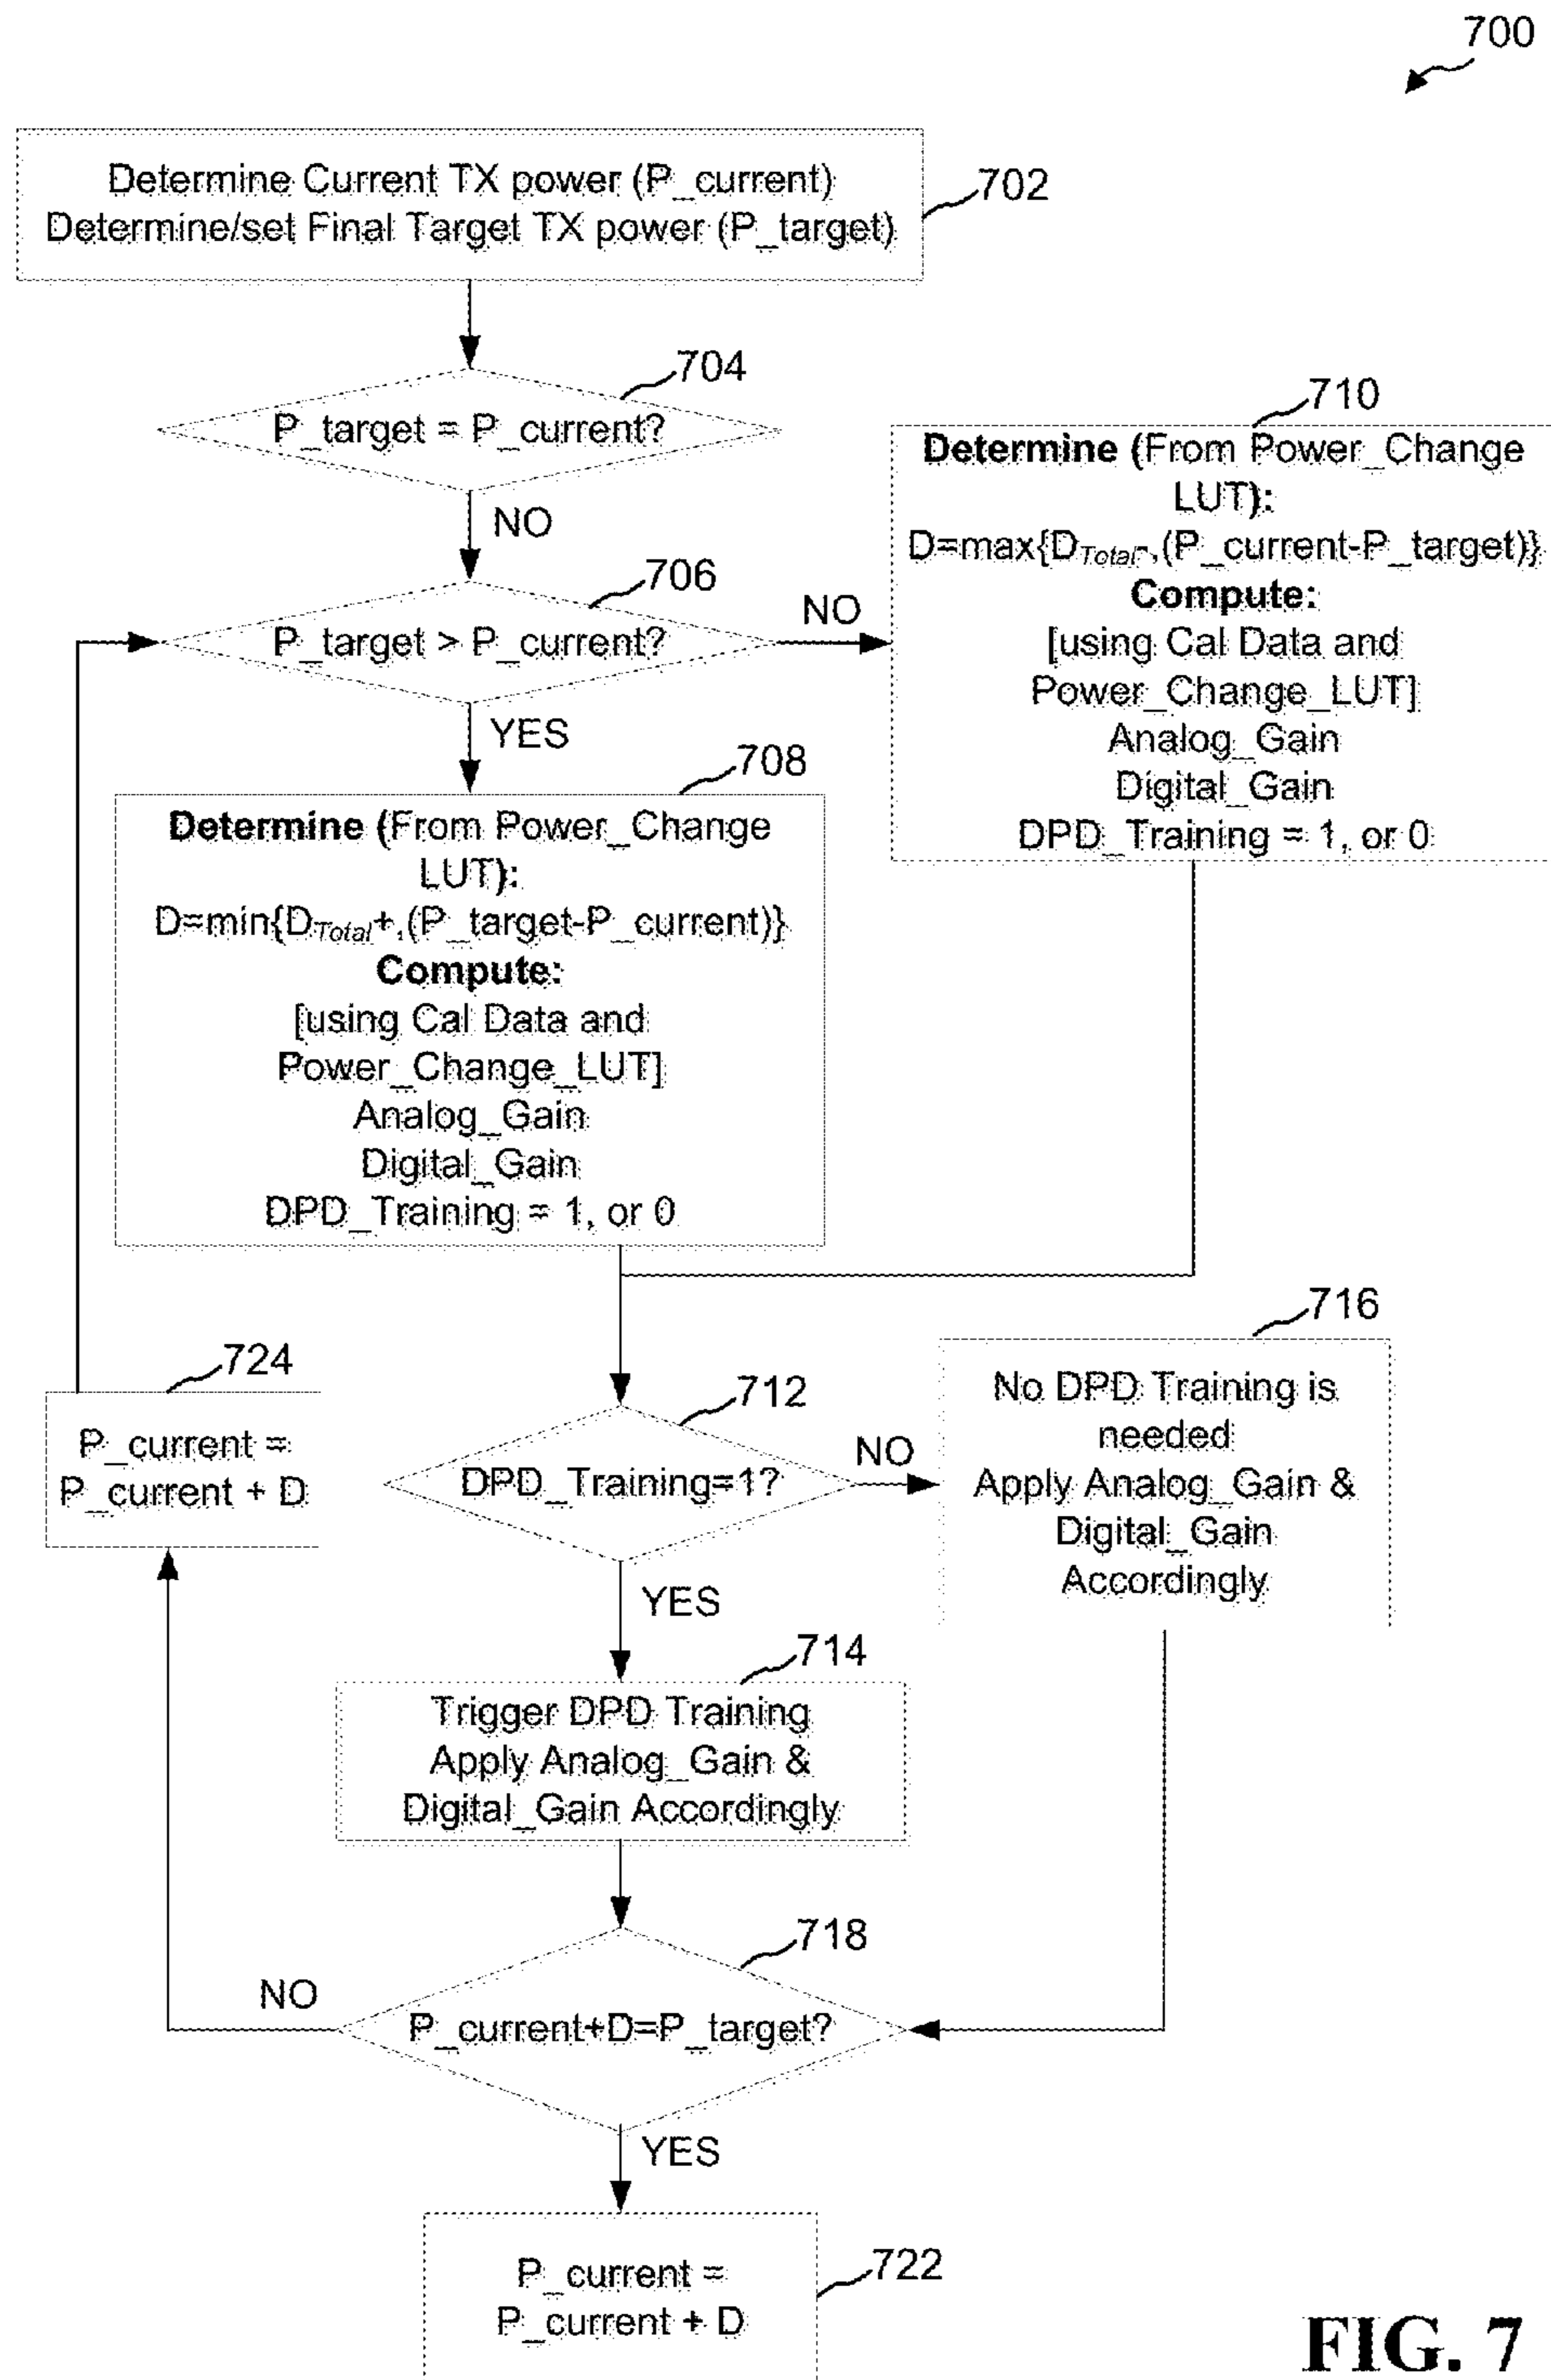 700
Determine Current TX power (P_current)
Determine/set Final Target TX power (P_target)
702
704
P_target = P_current?
NO
706
P_target > P_current?
NO
YES
710
Determine (From Power_Change
LUT):
D=max{D_Total-,(P_current-P_target)}
Compute:
[using Cal Data and
Power_Change_LUT]
Analog_Gain
Digital_Gain
DPD_Training = 1, or 0
708
Determine (From Power_Change
LUT):
D=min{D_Total+,(P_target-P_current)}
Compute:
[using Cal Data and
Power_Change_LUT]
Analog_Gain
Digital_Gain
DPD_Training = 1, or 0
724
P_current =
P_current + D
712
DPD_Training=1?
NO
YES
716
No DPD Training is
needed
Apply Analog_Gain &
Digital_Gain
Accordingly
714
Trigger DPD Training
Apply Analog_Gain &
Digital_Gain Accordingly
718
NO
P_current+D=P_target?
YES
722
P_current =
P_current + D
FIG. 7